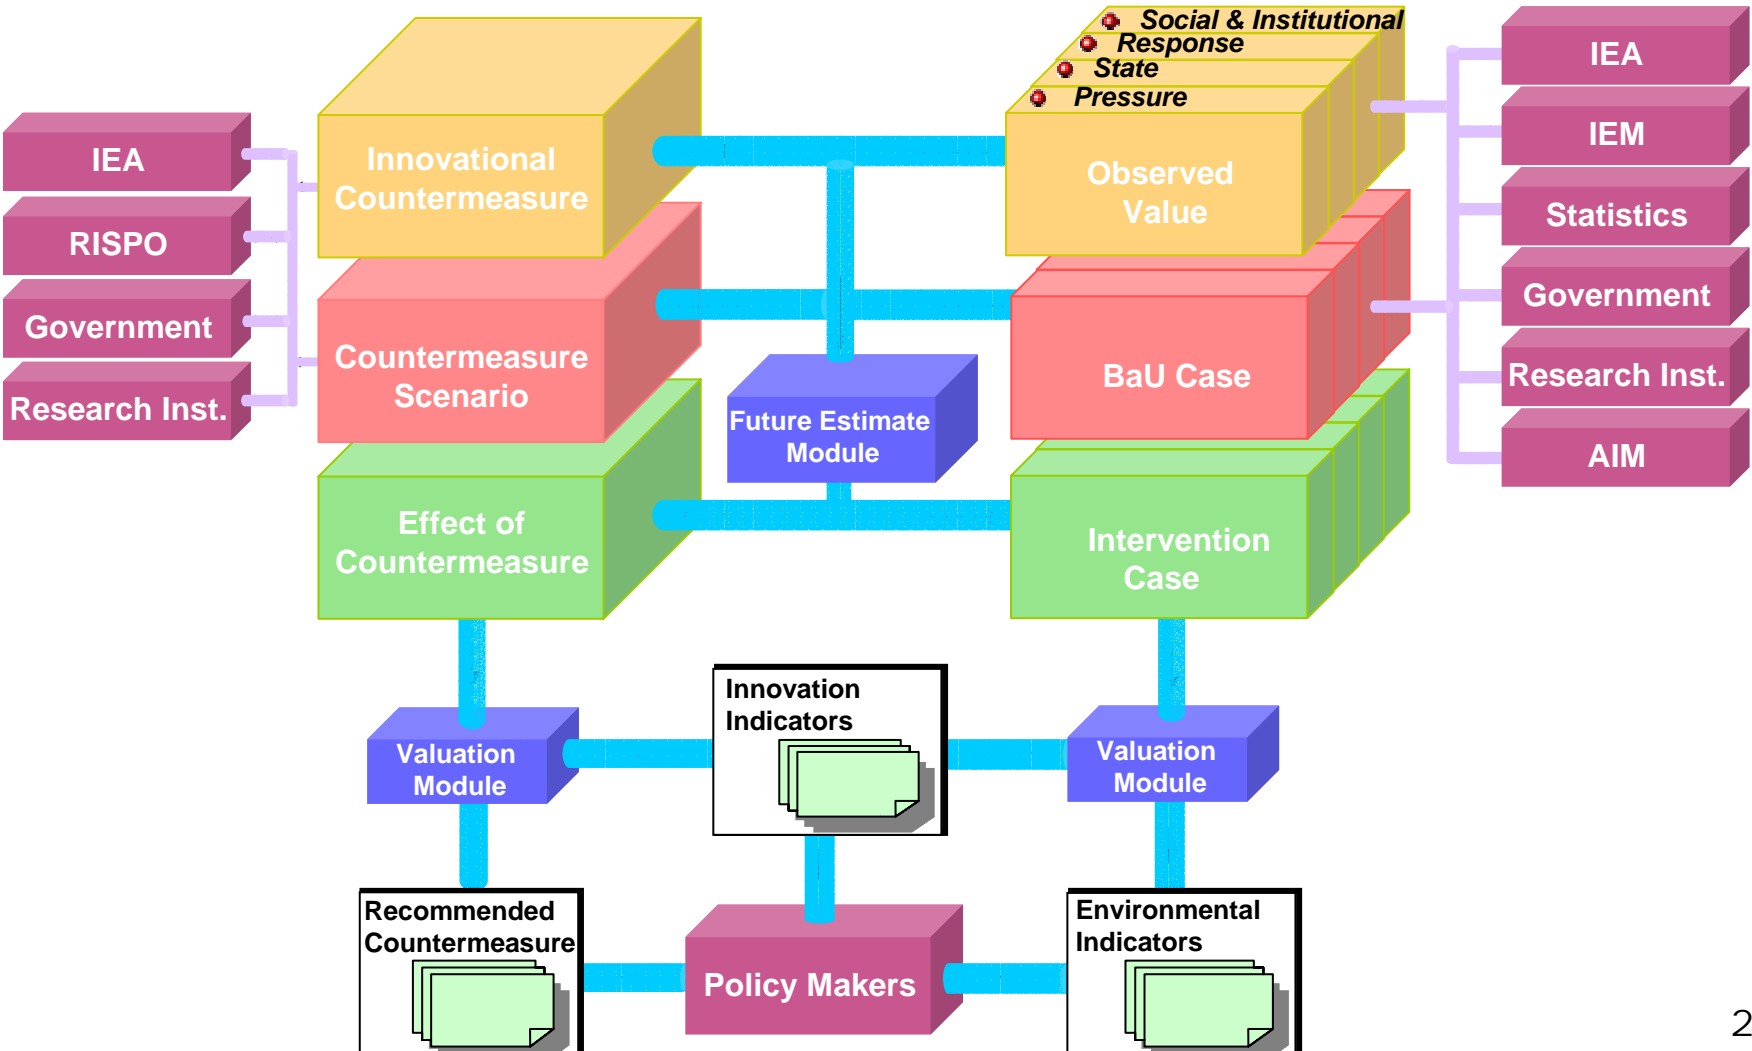 Social & Institutional
Response
State
Pressure
IEA
RISPO
Government
Research Inst.
Innovational
Countermeasure
Countermeasure
Scenario
Effect of
Countermeasure
Observed
Value
BaU Case
Intervention
Case
Future Estimate
Module
IEA
IEM
Statistics
Government
Research Inst.
AIM
Innovation
Indicators
Valuation
Module
Valuation
Module
Recommended
Countermeasure
Policy Makers
Environmental
Indicators
2